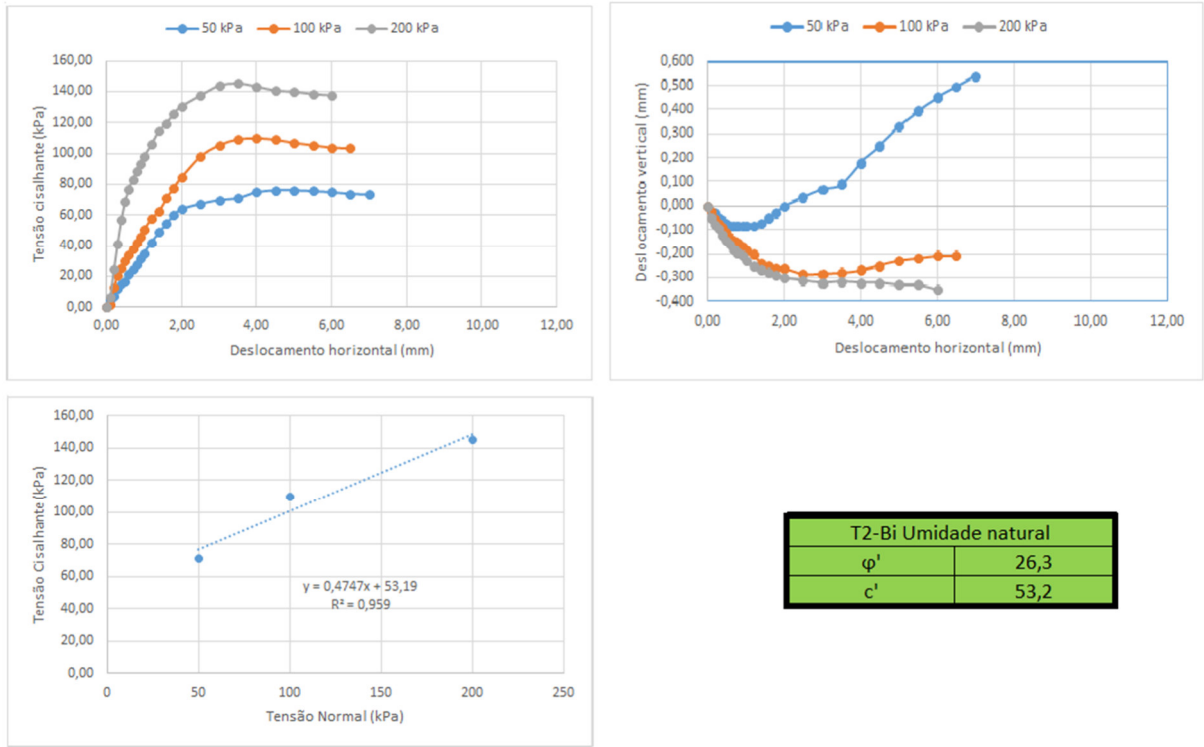 50 kPa 100 kPa 200 kPa
160,00
140,00
120,00
100,00
80,00
60,00
40,00
20,00
0,00
Tensão cisalhante (kPa)
0,00 2,00 4,00 6,00 8,00 10,00 12,00
Deslocamento horizontal (mm)
50 kPa 100 kPa 200 kPa
0,600
0,500
0,400
0,300
0,200
0,100
0,000
-0,100
-0,200
-0,300
-0,400
Deslocamento vertical (mm)
0,00 2,00 4,00 6,00 8,00 10,00 12,00
Deslocamento horizontal (mm)
160,00
140,00
120,00
100,00
80,00
60,00
40,00
20,00
0,00
Tensão Cisalhante (kPa)
y = 0,4747x + 53,19
R² = 0,959
0 50 100 150 200 250
Tensão Normal (kPa)
T2-Bi Umidade natural
φ' 26,3
c' 53,2